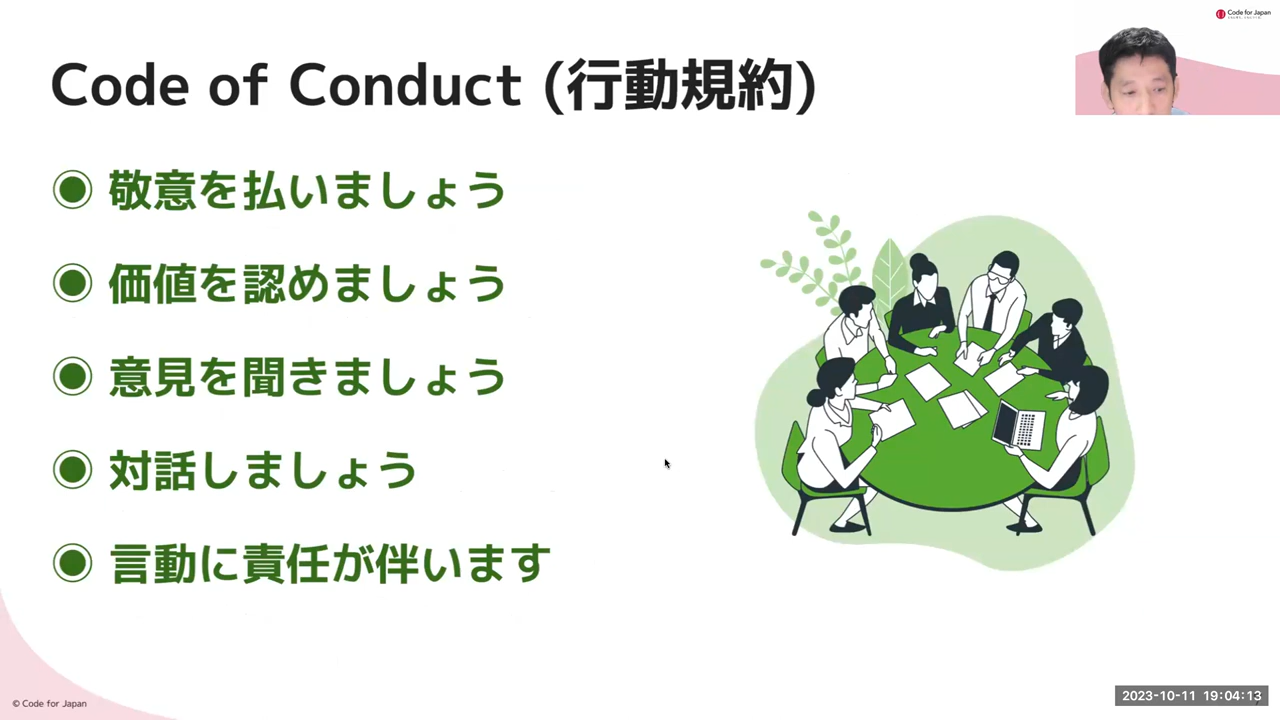 Code for Japan
Code of Conduct (行動規約)
◉ 敬意を払いましょう
◉ 価値を認めましょう
◉ 意見を聞きましょう
◉ 対話しましょう
◉ 言動に責任が伴います
© Code for Japan
2023-10-11 19:04:13